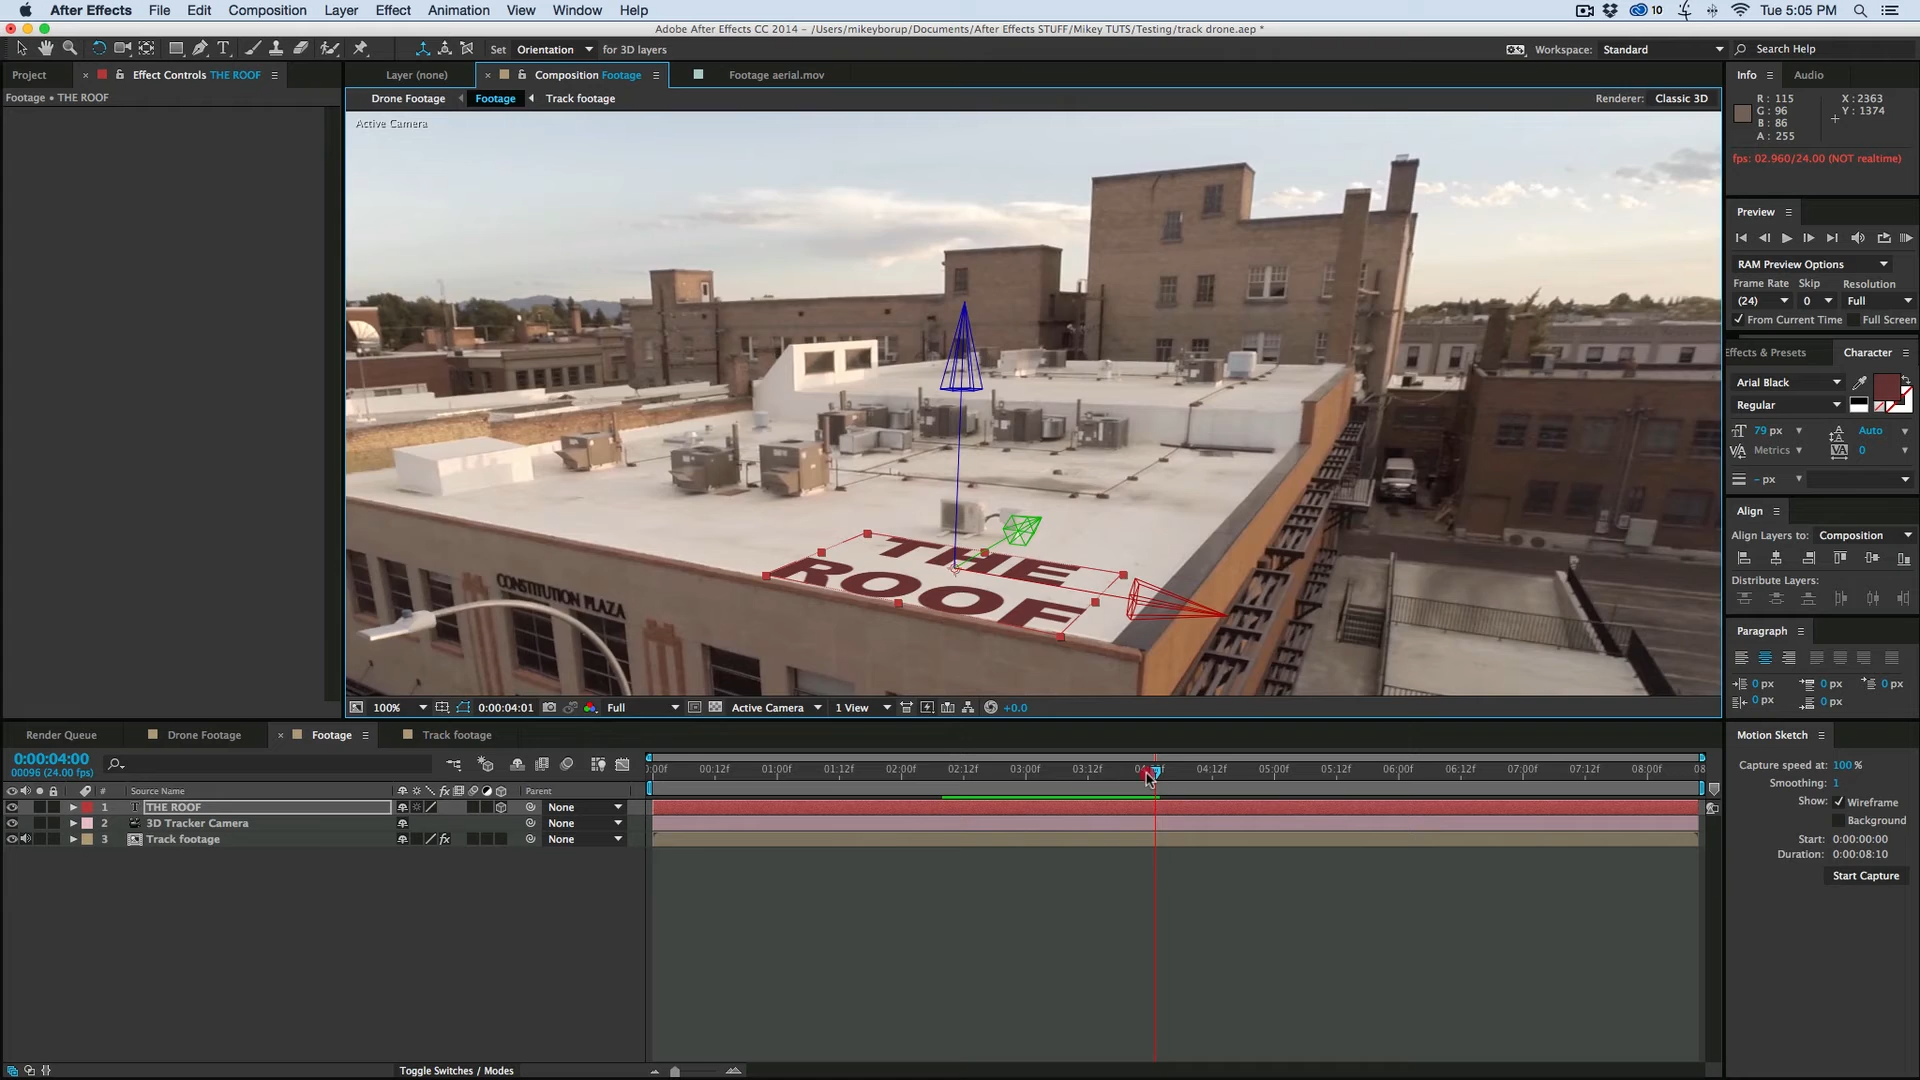 After Effects File Edit Composition Layer Effect Animation View Window Help 10 Tue 5:05 PM
Adobe After Effects CC 2014 - /Users/mikeyborup/Documents/After Effects STUFF/Mikey TUTS/Testing/track drone.aep *
Set Orientation for 3D layers Workspace: Standard Search Help
Project Effect Controls THE ROOF Layer (none) Composition Footage Footage aerial.mov Info Audio
Footage • THE ROOF Drone Footage Footage Track footage Renderer: Classic 3D
R : 115 X : 2363
G : 96 Y : 1374
B : 86
A : 255
Active Camera
fps: 02.960/24.00 (NOT realtime)
Preview
RAM Preview Options
Frame Rate Skip Resolution
(24) 0 Full
From Current Time Full Screen
Effects & Presets Character
Arial Black
Regular
79 px Auto
Metrics 0
- px
Align
Align Layers to: Composition
Distribute Layers:
THE
ROOF
CONSTITUTION PLAZA
Paragraph
0 px 0 px 0 px
0 px 0 px
100% 0:00:04:01 Full Active Camera 1 View +0.0
Render Queue Drone Footage Footage Track footage
0:00:04:00
00096 (24.00 fps)
:00f 00:12f 01:00f 01:12f 02:00f 02:12f 03:00f 03:12f 04:12f 05:00f 05:12f 06:00f 06:12f 07:00f 07:12f 08:00f 08
# Source Name Parent
1 T THE ROOF None
2 3D Tracker Camera None
3 Track footage fx None
Motion Sketch
Capture speed at: 100 %
Smoothing: 1
Show: Wireframe
Background
Start: 0:00:00:00
Duration: 0:00:08:10
Start Capture
Toggle Switches / Modes